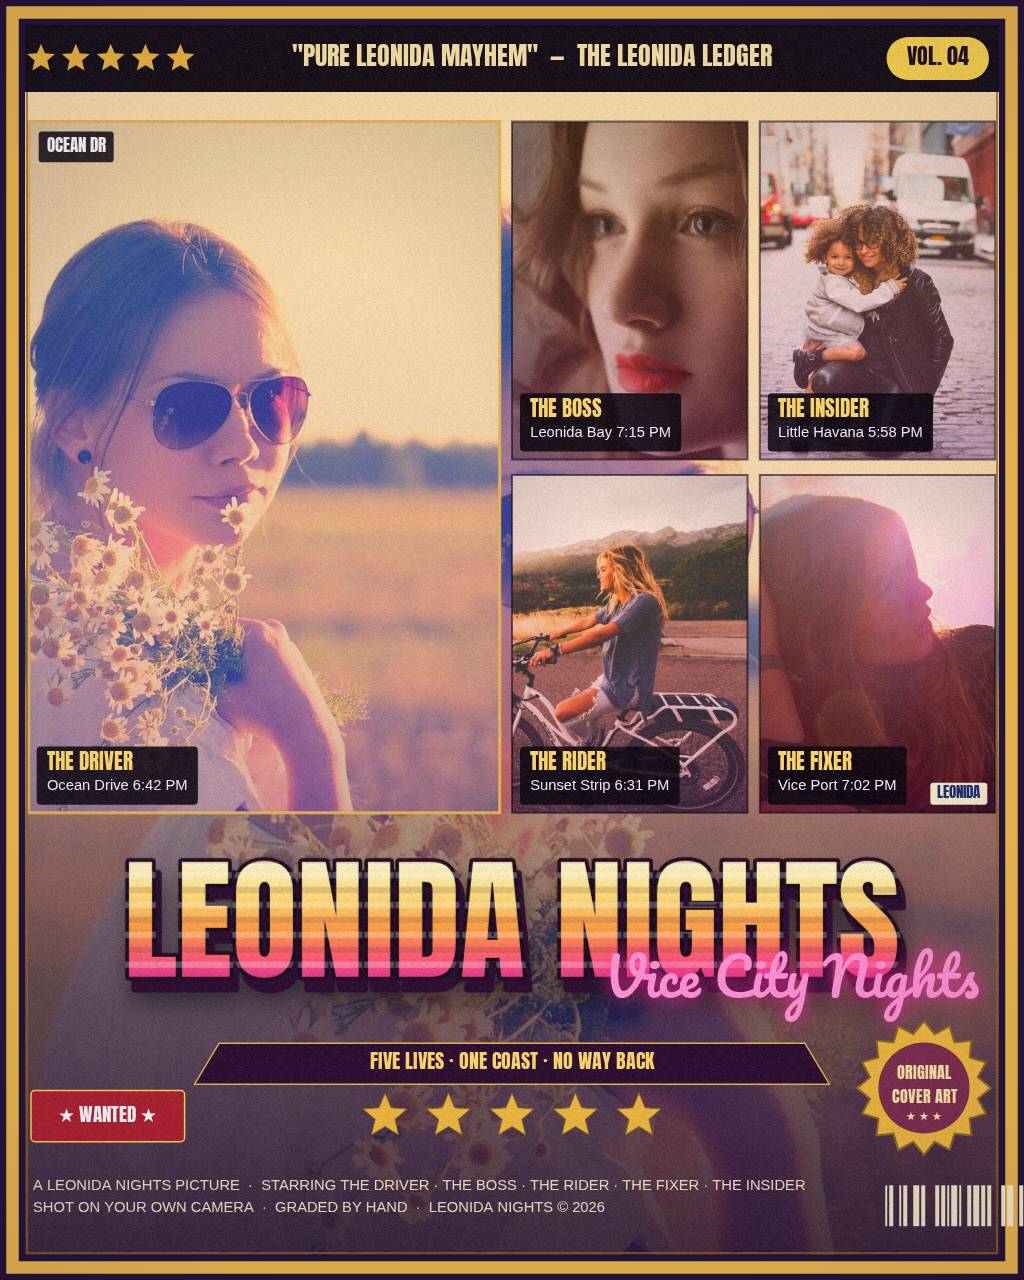 "PURE LEONIDA MAYHEM" — THE LEONIDA LEDGER
VOL. 04
OCEAN DR
THE DRIVER
Ocean Drive 6:42 PM
THE BOSS
Leonida Bay 7:15 PM
THE INSIDER
Little Havana 5:58 PM
THE RIDER
Sunset Strip 6:31 PM
THE FIXER
Vice Port 7:02 PM
LEONIDA
LEONIDA NIGHTS
Vice City Nights
FIVE LIVES · ONE COAST · NO WAY BACK
★ WANTED ★
ORIGINAL
COVER ART
A LEONIDA NIGHTS PICTURE · STARRING THE DRIVER · THE BOSS · THE RIDER · THE FIXER · THE INSIDER
SHOT ON YOUR OWN CAMERA · GRADED BY HAND · LEONIDA NIGHTS © 2026